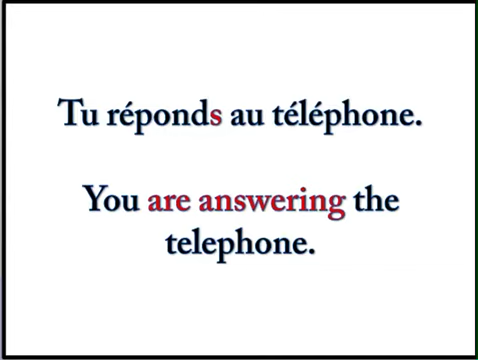 Tu réponds au téléphone.
You are answering the
telephone.